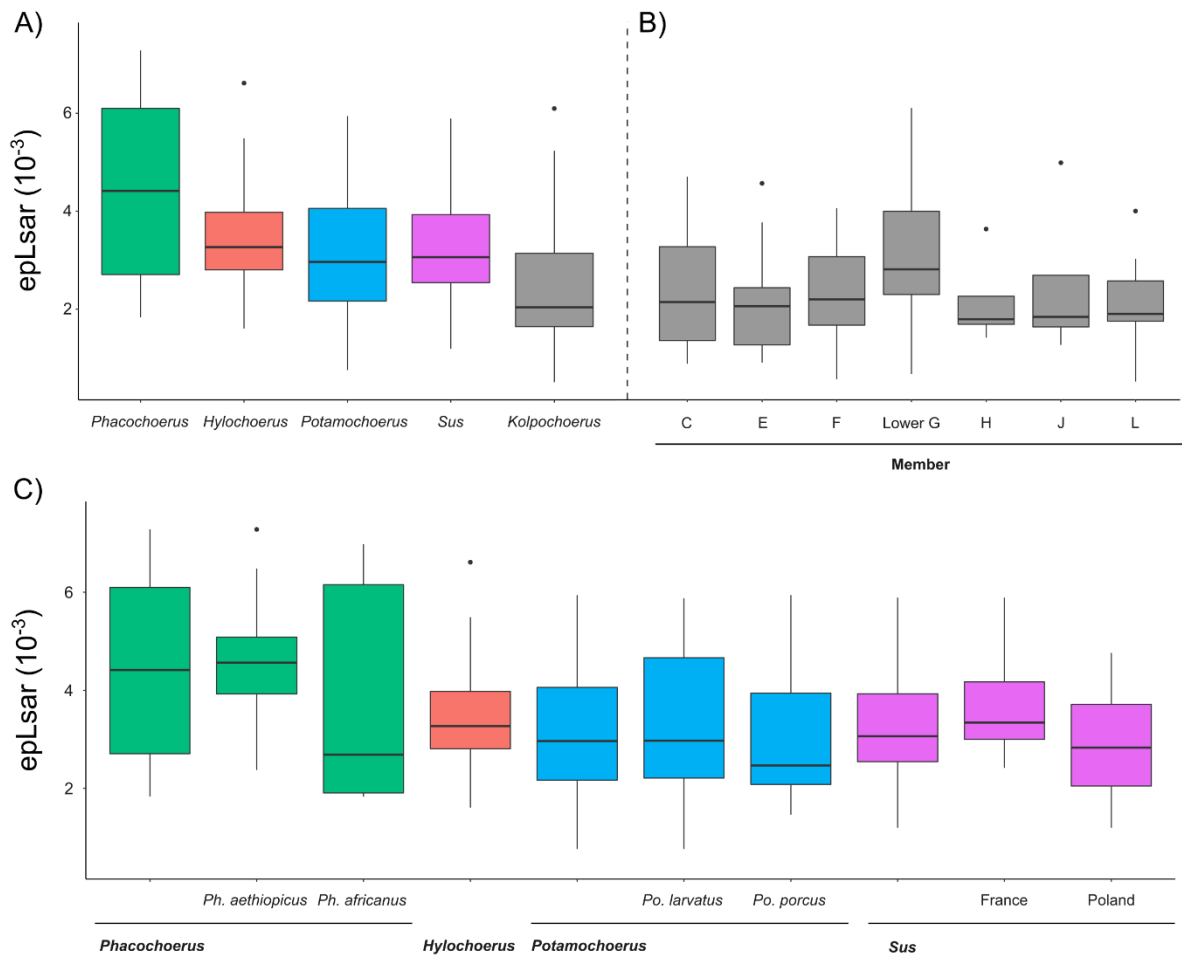 A)
B)
epLsar (10⁻³)
6
4
2
Phacochoerus Hylochoerus Potamochoerus Sus Kolpochoerus C E F Lower G H J L
Member
C)
epLsar (10⁻³)
6
4
2
Ph. aethiopicus Ph. africanus Po. larvatus Po. porcus France Poland
Phacochoerus Hylochoerus Potamochoerus Sus